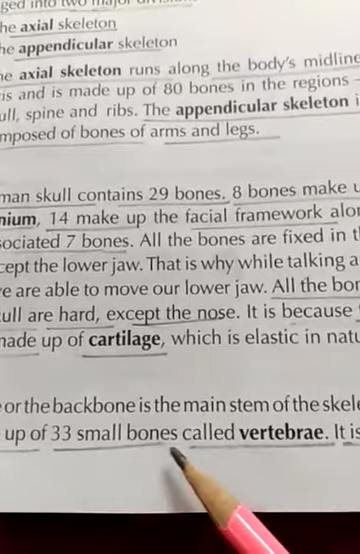 ged into two major divisions
he axial skeleton
he appendicular skeleton
he axial skeleton runs along the body's midline
is and is made up of 80 bones in the regions
ull, spine and ribs. The appendicular skeleton i
mposed of bones of arms and legs.
man skull contains 29 bones. 8 bones make u
nium, 14 make up the facial framework alon
sociated 7 bones. All the bones are fixed in t
cept the lower jaw. That is why while talking a
e are able to move our lower jaw. All the bon
ull are hard, except the nose. It is because
made up of cartilage, which is elastic in natu
or the backbone is the main stem of the skele
up of 33 small bones called vertebrae. It is